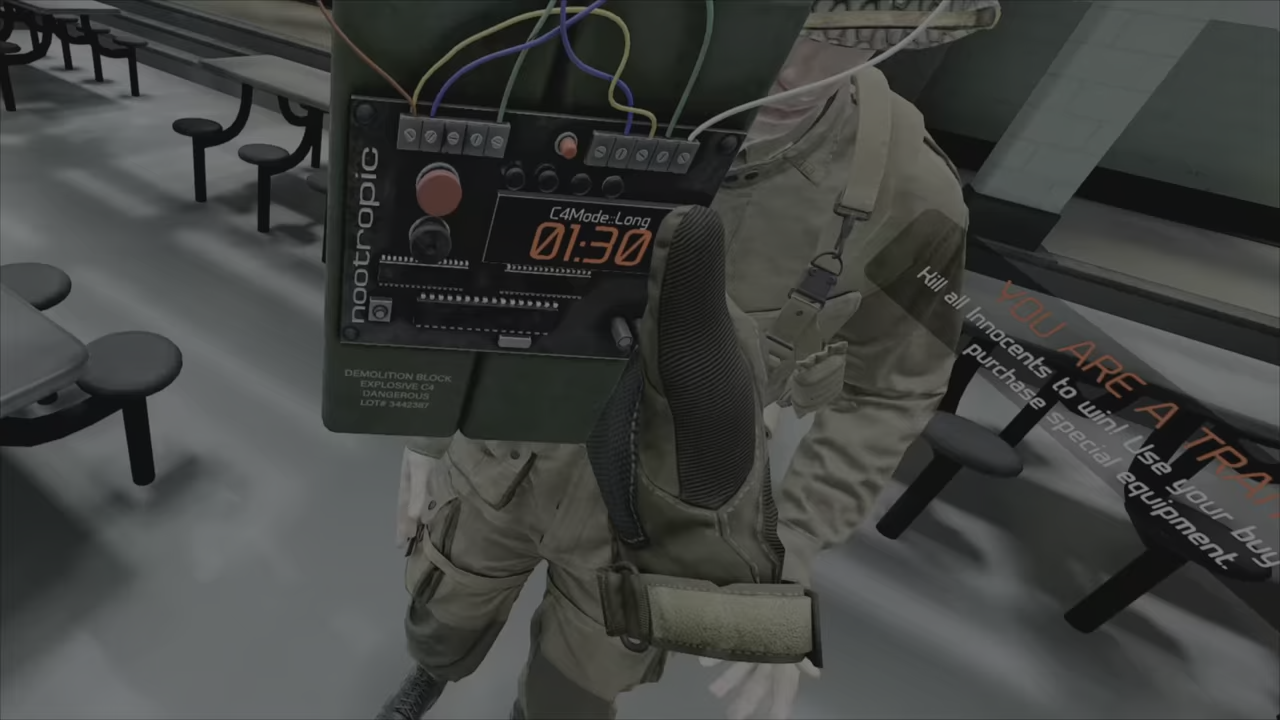 nootropic
C4Mode::Long
01:30
DEMOLITION BLOCK
EXPLOSIVE C4
DANGEROUS
LOT# 3442387
YOU ARE A TRAI
Kill all Innocents to win! Use your buy
purchase special equipment.